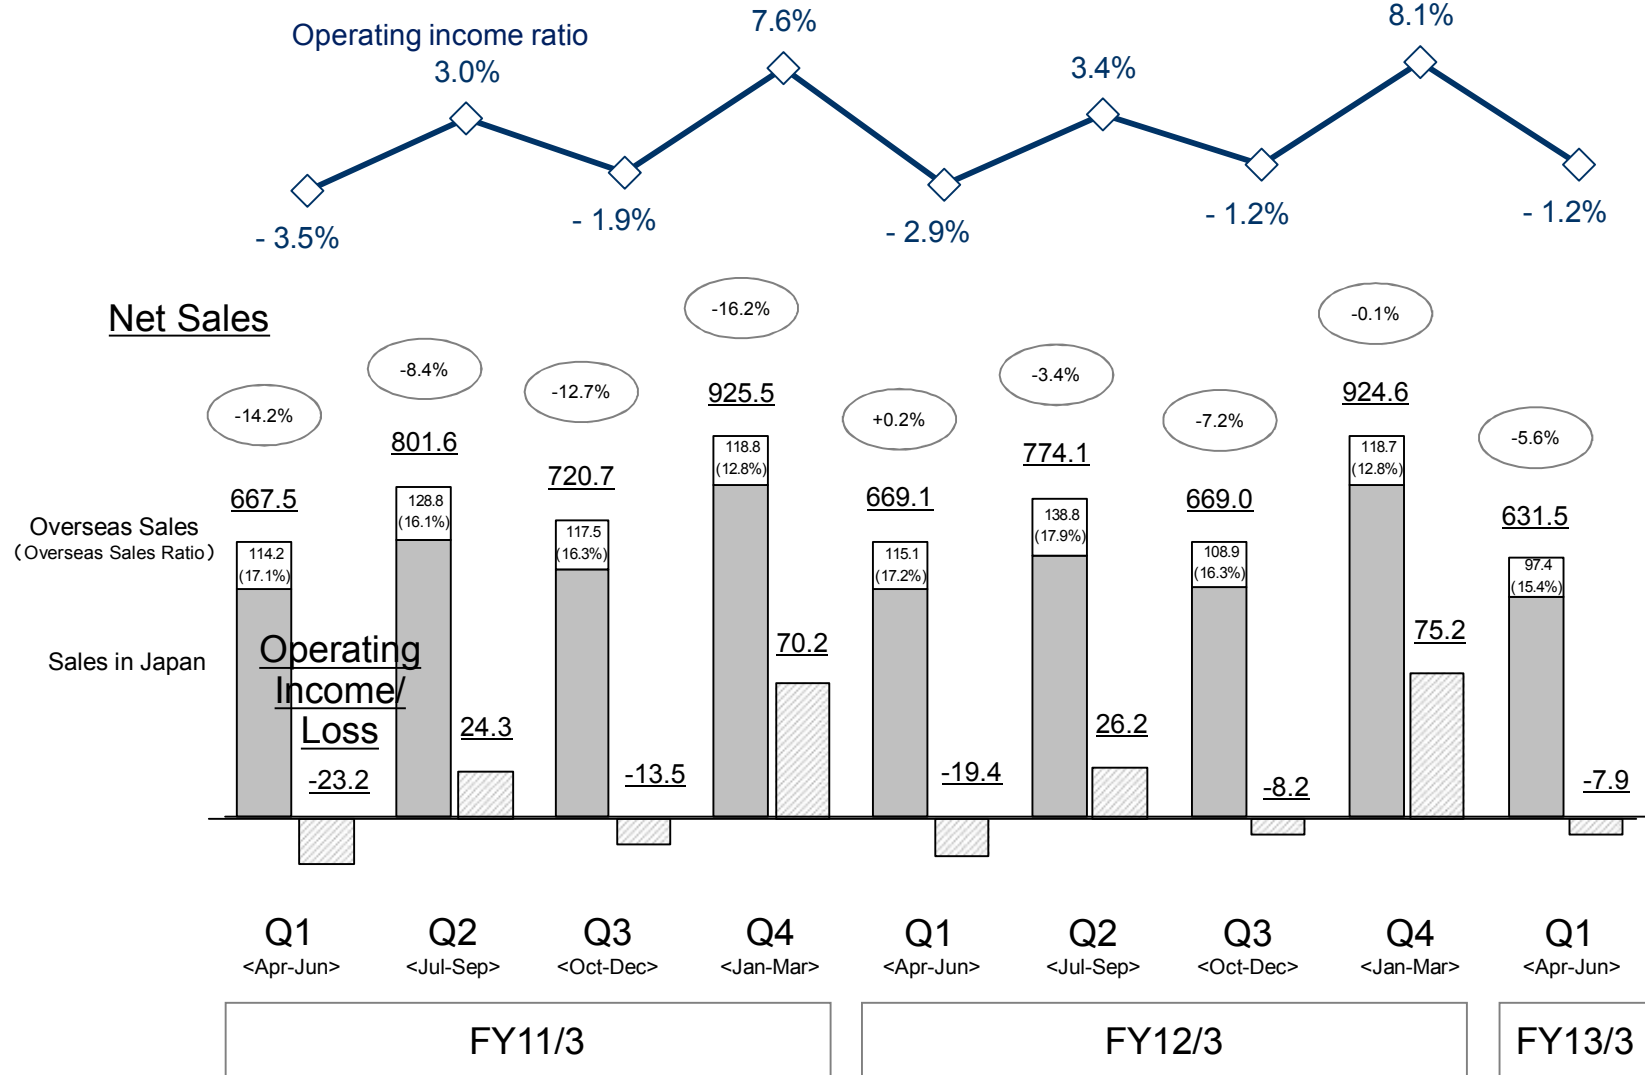 Operating income ratio
7.6%
8.1%
3.0%
3.4%
- 3.5%
- 1.9%
- 2.9%
- 1.2%
- 1.2%
Net Sales
-14.2%
-8.4%
-12.7%
-16.2%
+0.2%
-3.4%
-7.2%
-0.1%
-5.6%
667.5
801.6
720.7
925.5
669.1
774.1
669.0
924.6
631.5
Overseas Sales
(Overseas Sales Ratio)
114.2
(17.1%)
128.8
(16.1%)
117.5
(16.3%)
118.8
(12.8%)
115.1
(17.2%)
138.8
(17.9%)
108.9
(16.3%)
118.7
(12.8%)
97.4
(15.4%)
Sales in Japan
Operating
Income/
Loss
-23.2
24.3
-13.5
70.2
-19.4
26.2
-8.2
75.2
-7.9
Q1
<Apr-Jun>
Q2
<Jul-Sep>
Q3
<Oct-Dec>
Q4
<Jan-Mar>
Q1
<Apr-Jun>
Q2
<Jul-Sep>
Q3
<Oct-Dec>
Q4
<Jan-Mar>
Q1
<Apr-Jun>
FY11/3
FY12/3
FY13/3